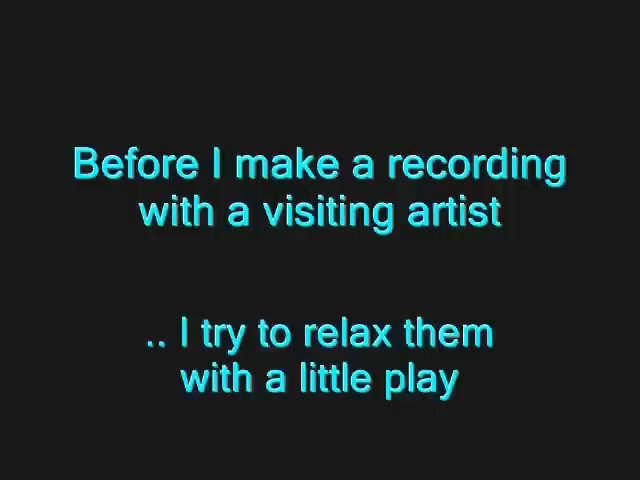 Before I make a recording
with a visiting artist
.. I try to relax them
with a little play